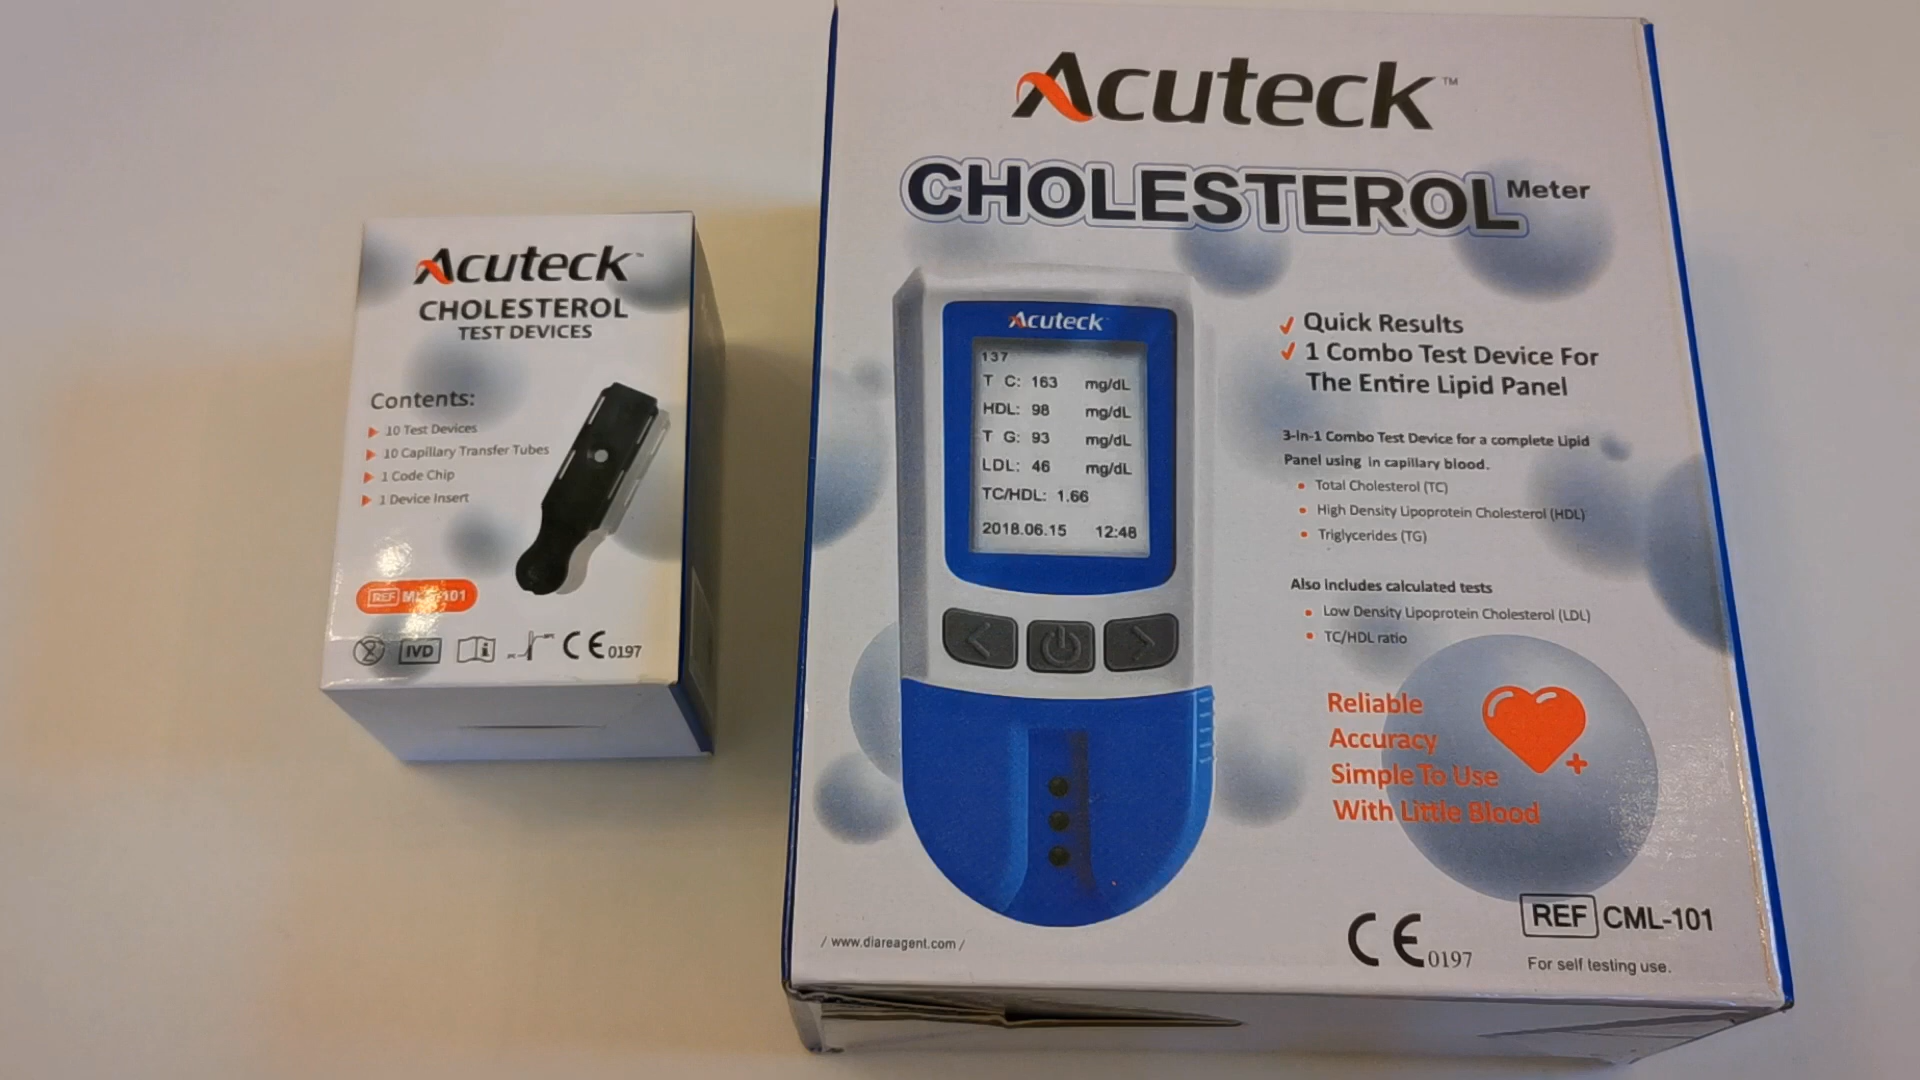 Acuteck™
CHOLESTEROL
TEST DEVICES
Contents:
10 Test Devices
10 Capillary Transfer Tubes
1 Code Chip
1 Device Insert
REF 101
IVD
CE 0197
Acuteck™
CHOLESTEROL Meter
Acuteck
137
T C: 163 mg/dL
HDL: 98 mg/dL
T G: 93 mg/dL
LDL: 46 mg/dL
TC/HDL: 1.66
2018.06.15 12:48
Quick Results
1 Combo Test Device For
The Entire Lipid Panel
3-in-1 Combo Test Device for a complete Lipid
Panel using in capillary blood.
Total Cholesterol (TC)
High Density Lipoprotein Cholesterol (HDL)
Triglycerides (TG)
Also includes calculated tests
Low Density Lipoprotein Cholesterol (LDL)
TC/HDL ratio
Reliable
Accuracy
Simple To Use
With Little Blood
/ www.diareagent.com /
CE 0197
REF CML-101
For self testing use.